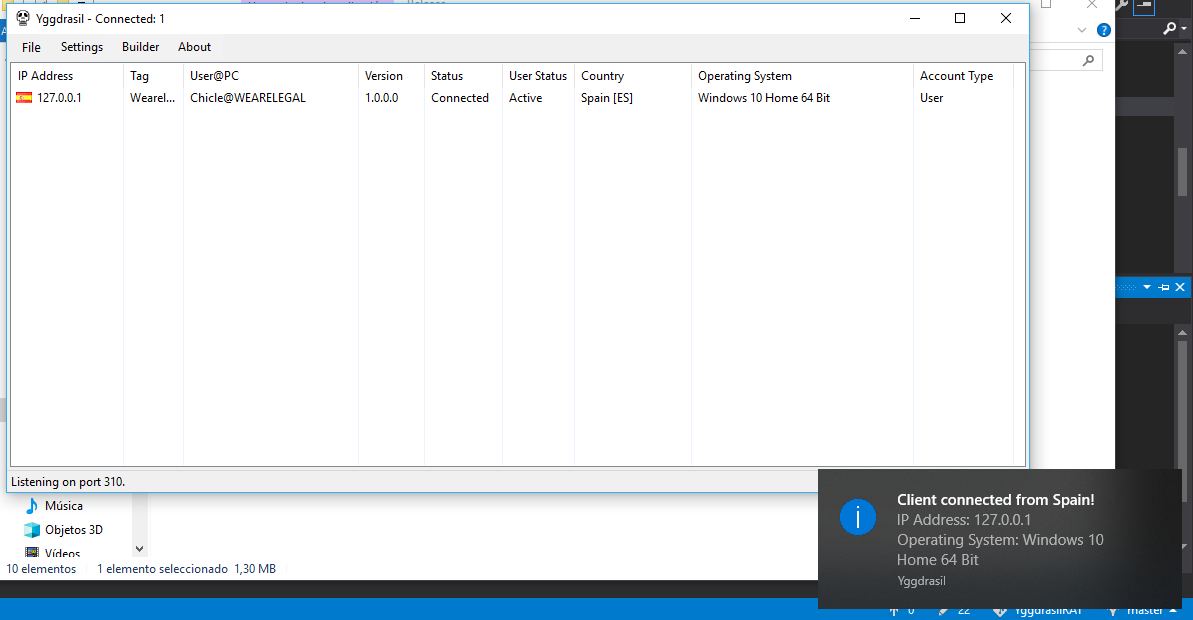 Yggdrasil - Connected: 1
File Settings Builder About
IP Address Tag User@PC Version Status User Status Country Operating System Account Type
127.0.0.1 Wearel... Chicle@WEARELEGAL 1.0.0.0 Connected Active Spain [ES] Windows 10 Home 64 Bit User
Listening on port 310.
Música
Objetos 3D
Vídeos
10 elementos 1 elemento seleccionado 1,30 MB
Client connected from Spain!
IP Address: 127.0.0.1
Operating System: Windows 10
Home 64 Bit
Yggdrasil
0 22 YggdrasilRAT master